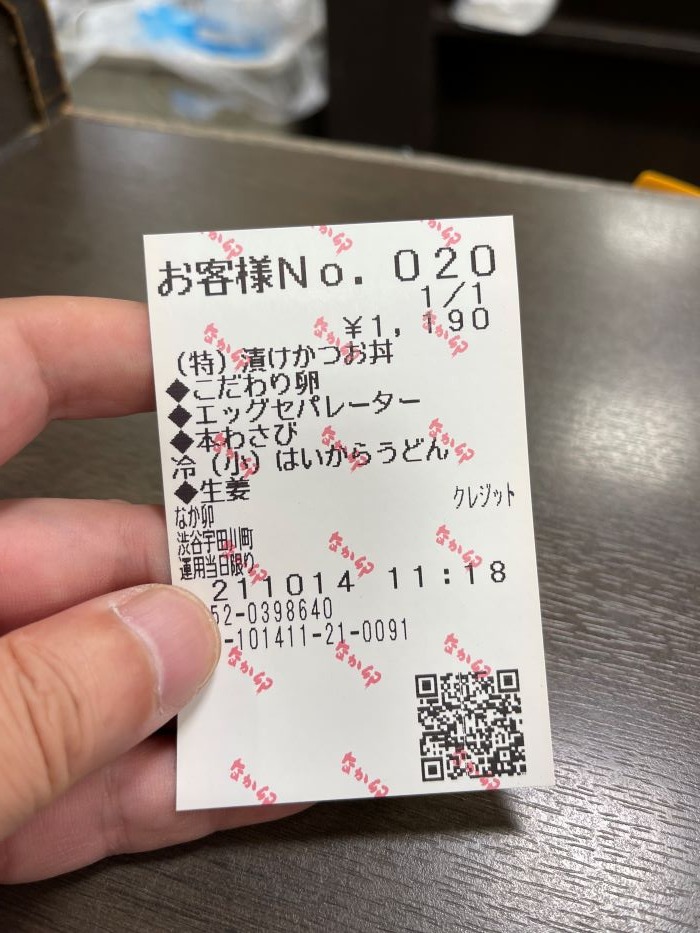 お客様No. 020
1/1
¥1,190
(特)漬けかつお丼
◆こだわり卵
◆エッグセパレーター
◆本わさび
冷(小)はいからうどん
◆生姜
クレジット
なか卯
渋谷宇田川町
運用当日限り
211014 11:18
52-0398640
-101411-21-0091